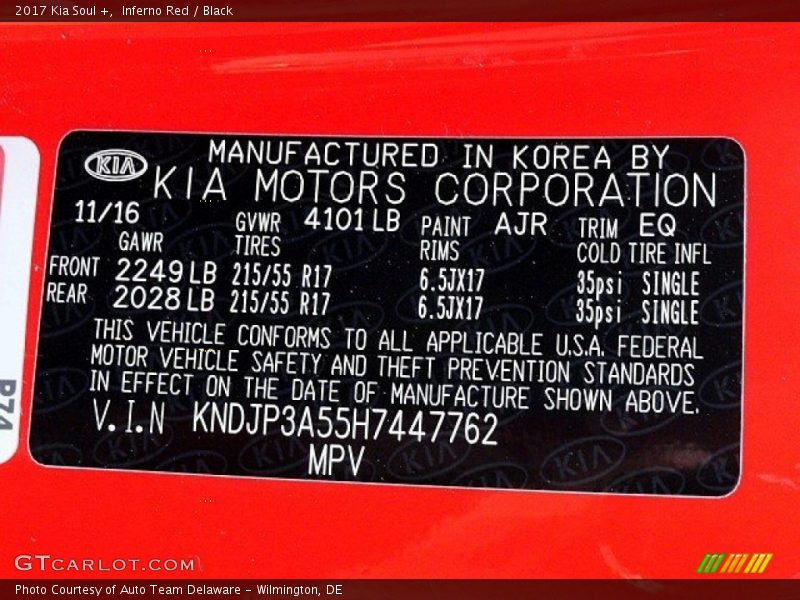 2017 Kia Soul +, Inferno Red / Black
KIA
MANUFACTURED IN KOREA BY
KIA MOTORS CORPORATION
11/16 GVWR 4101 LB PAINT AJR TRIM EQ
GAWR TIRES RIMS COLD TIRE INFL
FRONT 2249 LB 215/55 R17 6.5JX17 35psi SINGLE
REAR 2028 LB 215/55 R17 6.5JX17 35psi SINGLE
THIS VEHICLE CONFORMS TO ALL APPLICABLE U.S.A. FEDERAL
MOTOR VEHICLE SAFETY AND THEFT PREVENTION STANDARDS
IN EFFECT ON THE DATE OF MANUFACTURE SHOWN ABOVE.
V.I.N KNDJP3A55H7447762
MPV
P74
GTCARLOT.COM
Photo Courtesy of Auto Team Delaware - Wilmington, DE